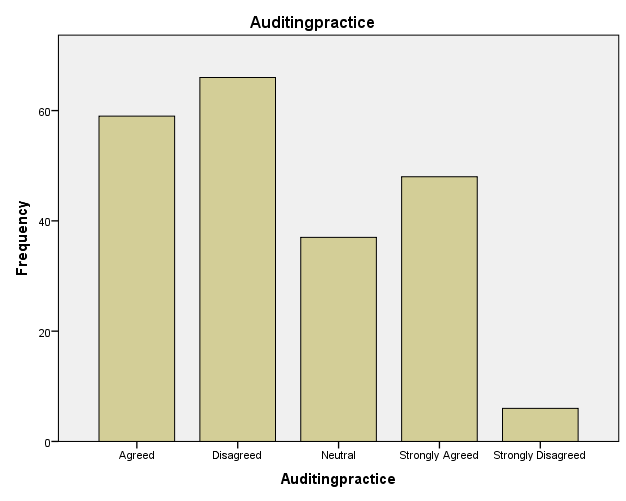 Auditingpractice
Frequency
60
40
20
0
Agreed
Disagreed
Neutral
Strongly Agreed
Strongly Disagreed
Auditingpractice